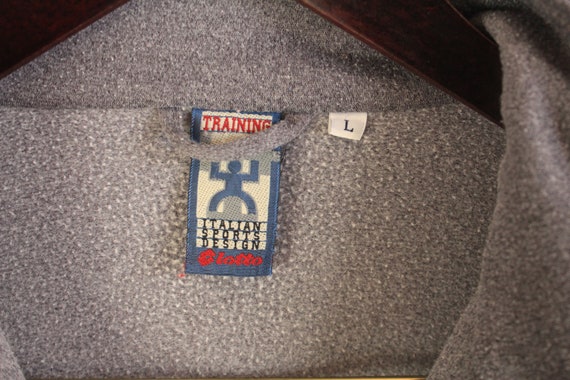 TRAINING
L
ITALIAN
SPORTS
DESIGN
lotto